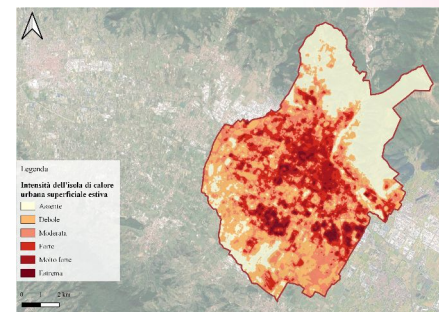 Legenda
Intensità dell'isola di calore
urbana superficiale estiva
Assente
Debole
Moderata
Forte
Molto forte
Estrema
0 1 2 km